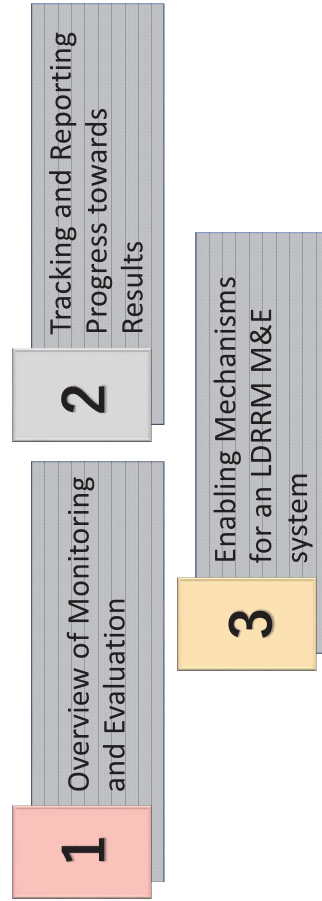 1
Overview of Monitoring
and Evaluation
2
Tracking and Reporting
Progress towards
Results
3
Enabling Mechanisms
for an LDRRM M&E
system